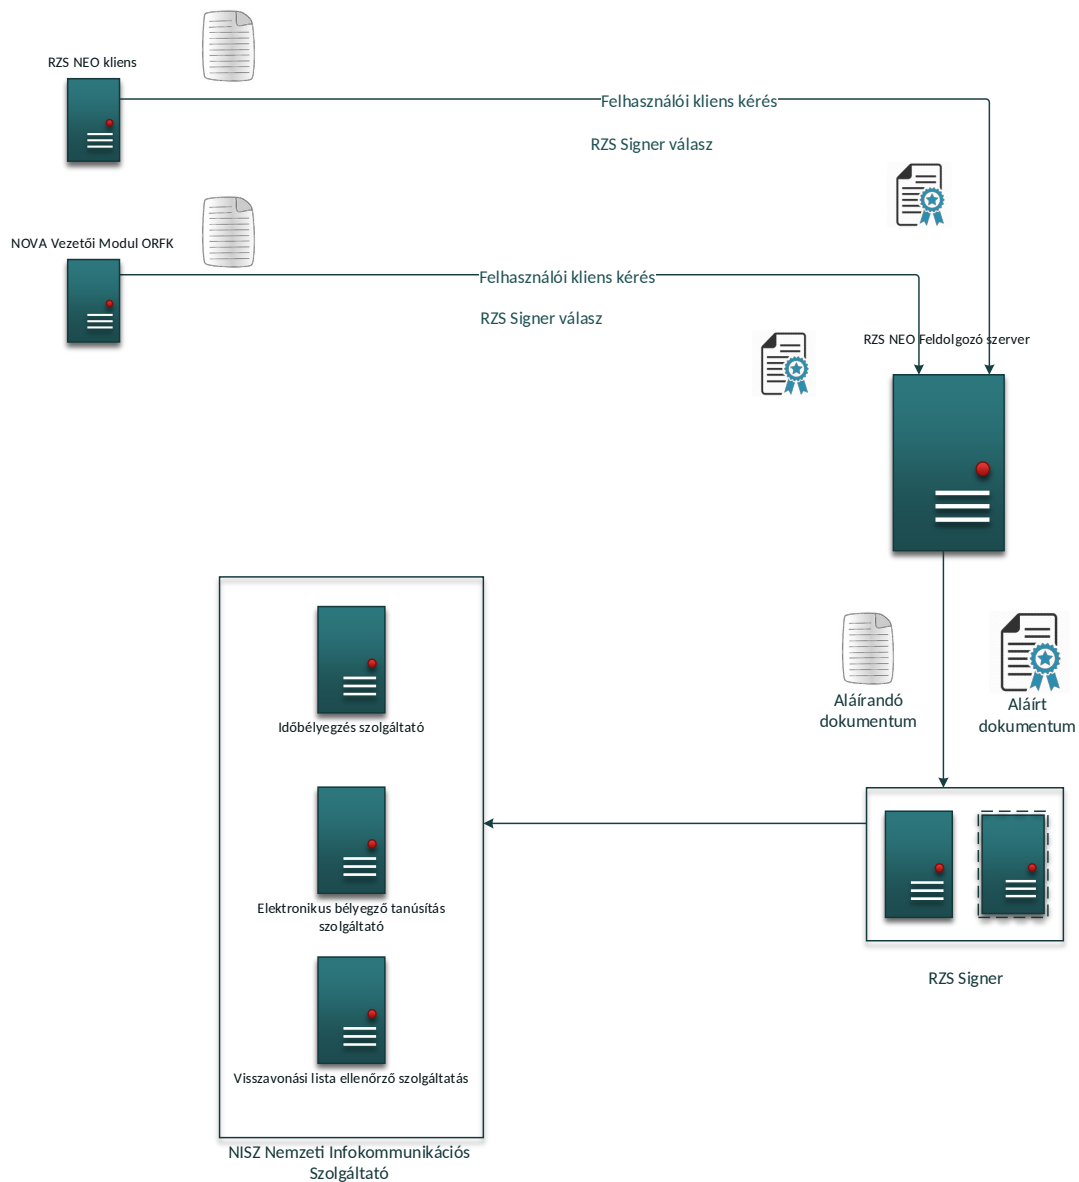 RZS NEO kliens
Felhasználói kliens kérés
RZS Signer válasz
NOVA Vezetői Modul ORFK
Felhasználói kliens kérés
RZS Signer válasz
RZS NEO Feldolgozó szerver
Aláírandó
dokumentum
Aláírt
dokumentum
Időbélyegzés szolgáltató
Elektronikus bélyegző tanúsítás
szolgáltató
RZS Signer
Visszavonási lista ellenőrző szolgáltatás
NISZ Nemzeti Infokommunikációs
Szolgáltató